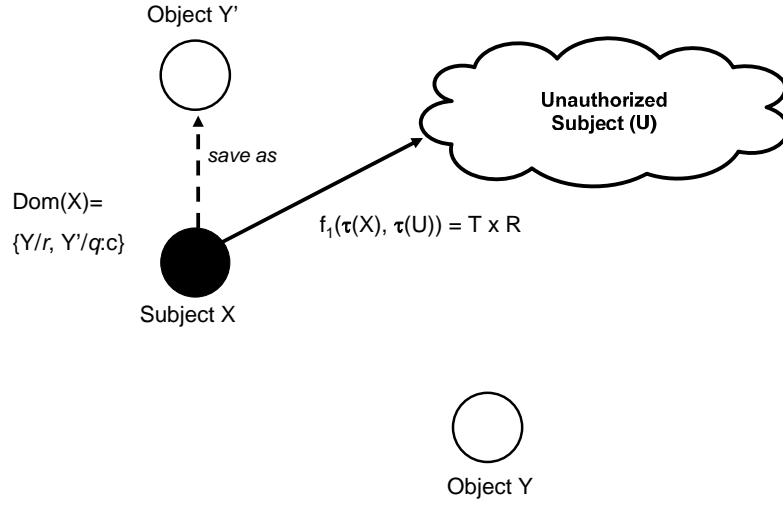 Object Y’
Unauthorized
Subject (U)
save as
Dom(X)=
{Y/r, Y’/q:c}
f₁(τ(X), τ(U)) = T x R
Subject X
Object Y